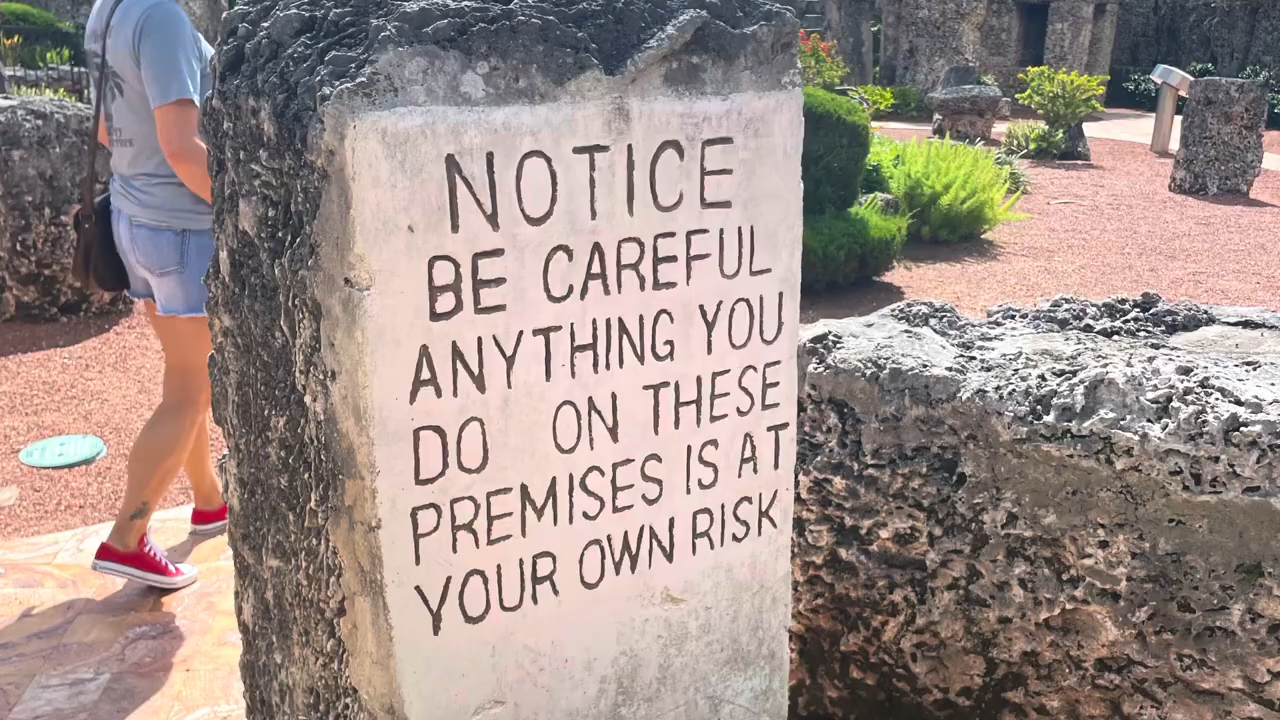 NOTICE
BE CAREFUL
ANYTHING YOU
DO ON THESE
PREMISES IS AT
YOUR OWN RISK